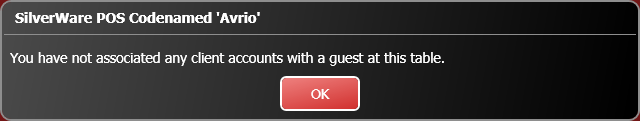 SilverWare POS Codenamed 'Avrio'
You have not associated any client accounts with a guest at this table.
OK